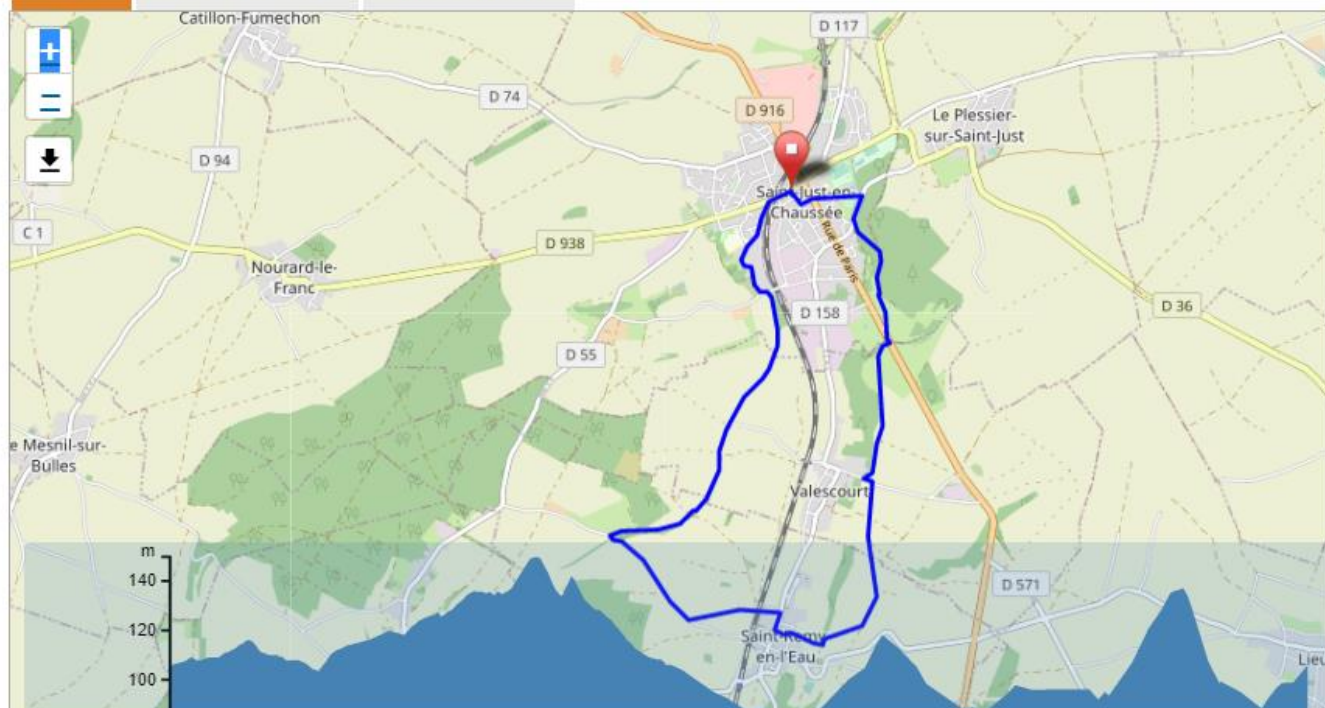 Catillon-Fumechon
D 117
+
D 74
D 916
Le Plessier-
sur-Saint-Just
D 94
Saint-Just-en-
Chaussée
C 1
D 938
Rue de Paris
Nourard-le-
Franc
D 36
D 158
D 55
e Mesnil-sur-
Bulles
Valescourt
m
140
D 571
120
Saint-Remy-
en-l'Eau
Lieu
100